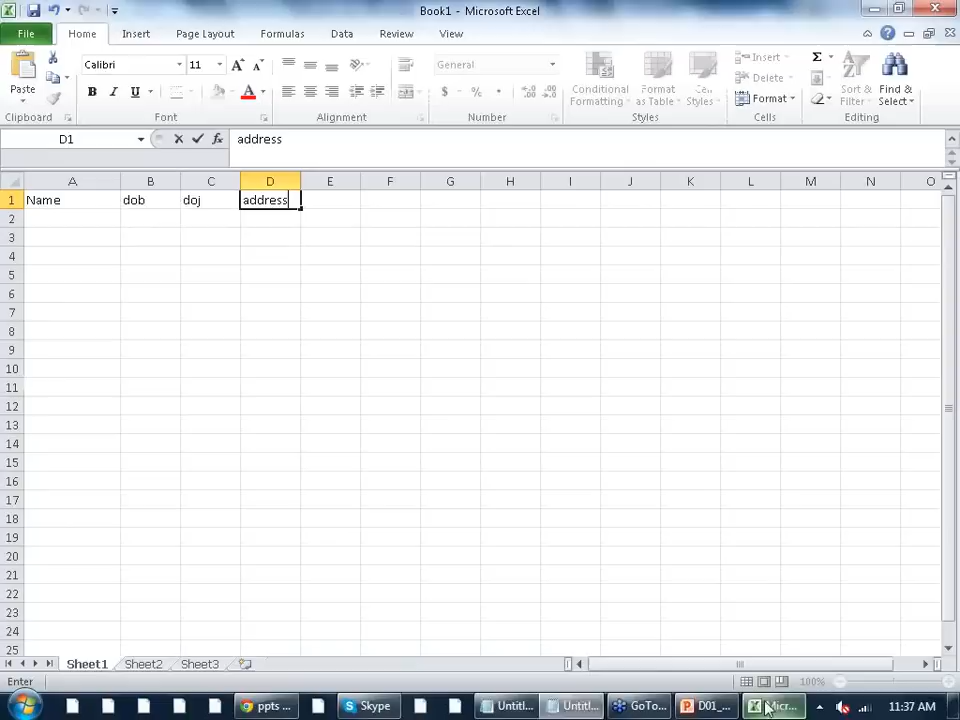 Book1 - Microsoft Excel
File Home Insert Page Layout Formulas Data Review View
Calibri 11 General
Paste B I U $ % , Conditional Formatting Format as Table Cell Styles Insert Delete Format Σ Sort & Filter Find & Select
Clipboard Font Alignment Number Styles Cells Editing
D1 fx address
A B C D E F G H I J K L M N O
1 Name dob doj address
2
3
4
5
6
7
8
9
10
11
12
13
14
15
16
17
18
19
20
21
22
23
24
25
Sheet1 Sheet2 Sheet3
Enter 100%
ppts ... Skype Untitl... Untitl... GoTo... D01_... Micr... 11:37 AM